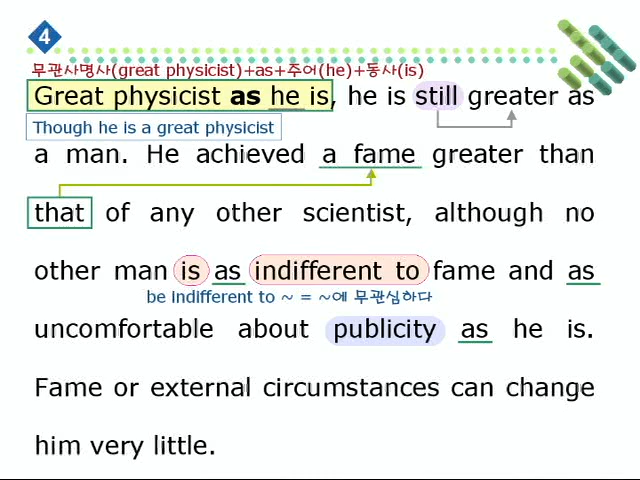 4
무관사명사(great physicist)+as+주어(he)+동사(is)
Great physicist as he is, he is still greater as
Though he is a great physicist
a man. He achieved a fame greater than
that of any other scientist, although no
other man is as indifferent to fame and as
be indifferent to ~ = ~에 무관심하다
uncomfortable about publicity as he is.
Fame or external circumstances can change
him very little.